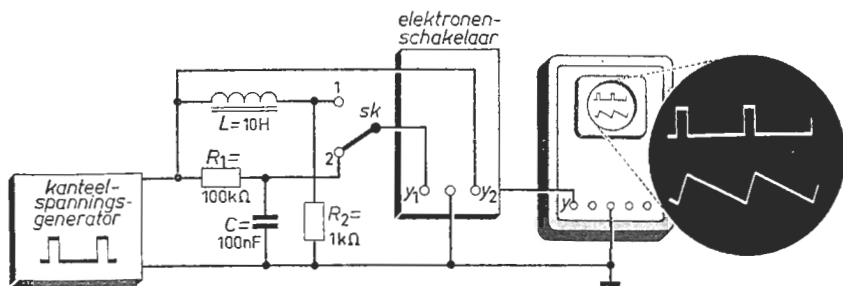 elektronen-
schakelaar
1
L=10H
sk
R1=
100kΩ
2
kanteel-
spannings-
generator
C=
100nF
R2=
1kΩ
y1
y2
y